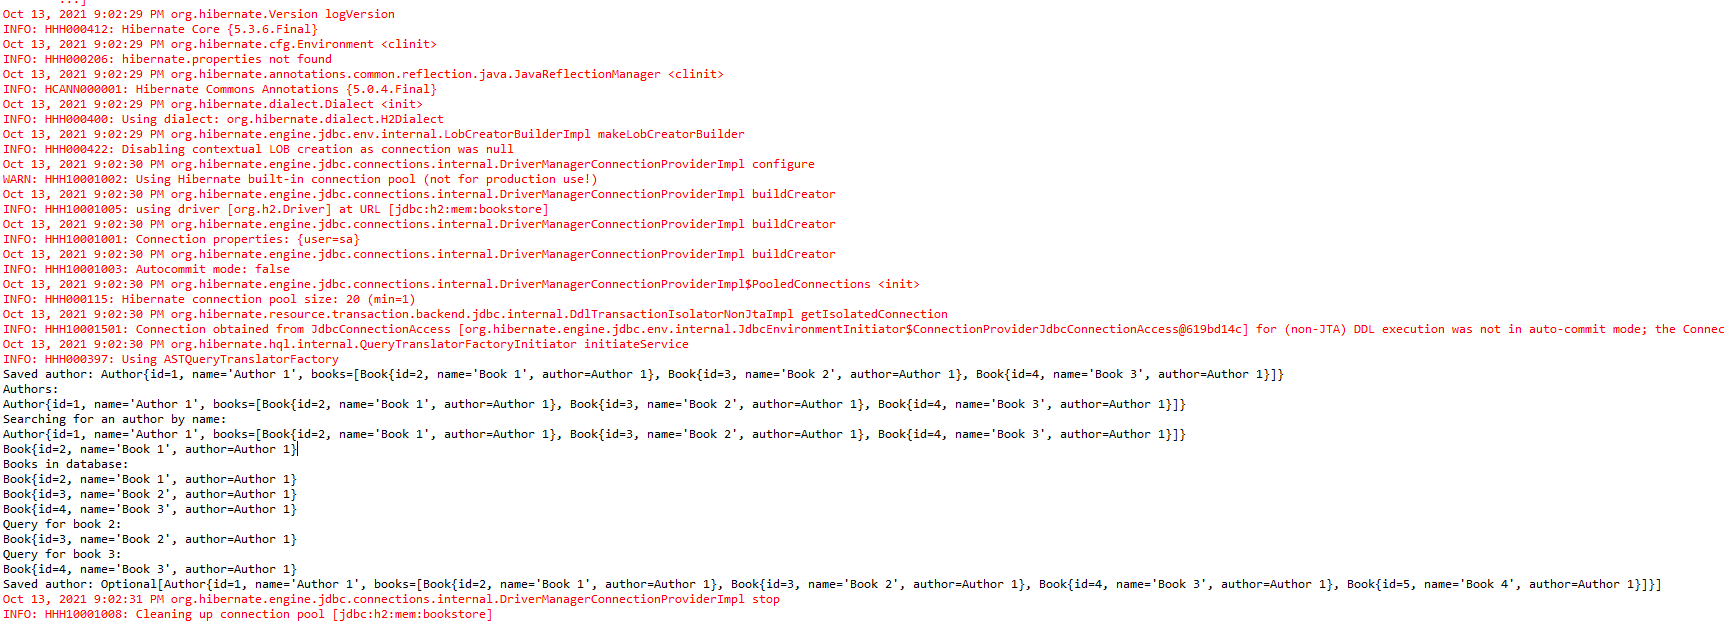 ...]
Oct 13, 2021 9:02:29 PM org.hibernate.Version logVersion
INFO: HHH000412: Hibernate Core {5.3.6.Final}
Oct 13, 2021 9:02:29 PM org.hibernate.cfg.Environment <clinit>
INFO: HHH000206: hibernate.properties not found
Oct 13, 2021 9:02:29 PM org.hibernate.annotations.common.reflection.java.JavaReflectionManager <clinit>
INFO: HCANN000001: Hibernate Commons Annotations {5.0.4.Final}
Oct 13, 2021 9:02:29 PM org.hibernate.dialect.Dialect <init>
INFO: HHH000400: Using dialect: org.hibernate.dialect.H2Dialect
Oct 13, 2021 9:02:29 PM org.hibernate.engine.jdbc.env.internal.LobCreatorBuilderImpl makeLobCreatorBuilder
INFO: HHH000422: Disabling contextual LOB creation as connection was null
Oct 13, 2021 9:02:30 PM org.hibernate.engine.jdbc.connections.internal.DriverManagerConnectionProviderImpl configure
WARN: HHH10001002: Using Hibernate built-in connection pool (not for production use!)
Oct 13, 2021 9:02:30 PM org.hibernate.engine.jdbc.connections.internal.DriverManagerConnectionProviderImpl buildCreator
INFO: HHH10001005: using driver [org.h2.Driver] at URL [jdbc:h2:mem:bookstore]
Oct 13, 2021 9:02:30 PM org.hibernate.engine.jdbc.connections.internal.DriverManagerConnectionProviderImpl buildCreator
INFO: HHH10001001: Connection properties: {user=sa}
Oct 13, 2021 9:02:30 PM org.hibernate.engine.jdbc.connections.internal.DriverManagerConnectionProviderImpl buildCreator
INFO: HHH10001003: Autocommit mode: false
Oct 13, 2021 9:02:30 PM org.hibernate.engine.jdbc.connections.internal.DriverManagerConnectionProviderImpl$PooledConnections <init>
INFO: HHH000115: Hibernate connection pool size: 20 (min=1)
Oct 13, 2021 9:02:30 PM org.hibernate.resource.transaction.backend.jdbc.internal.DdlTransactionIsolatorNonJtaImpl getIsolatedConnection
INFO: HHH10001501: Connection obtained from JdbcConnectionAccess [org.hibernate.engine.jdbc.env.internal.JdbcEnvironmentInitiator$ConnectionProviderJdbcConnectionAccess@619bd14c] for (non-JTA) DDL execution was not in auto-commit mode; the Connec
Oct 13, 2021 9:02:30 PM org.hibernate.hql.internal.QueryTranslatorFactoryInitiator initiateService
INFO: HHH000397: Using ASTQueryTranslatorFactory
Saved author: Author{id=1, name='Author 1', books=[Book{id=2, name='Book 1', author=Author 1}, Book{id=3, name='Book 2', author=Author 1}, Book{id=4, name='Book 3', author=Author 1}]}
Authors:
Author{id=1, name='Author 1', books=[Book{id=2, name='Book 1', author=Author 1}, Book{id=3, name='Book 2', author=Author 1}, Book{id=4, name='Book 3', author=Author 1}]}
Searching for an author by name:
Author{id=1, name='Author 1', books=[Book{id=2, name='Book 1', author=Author 1}, Book{id=3, name='Book 2', author=Author 1}, Book{id=4, name='Book 3', author=Author 1}]}
Book{id=2, name='Book 1', author=Author 1}
Books in database:
Book{id=2, name='Book 1', author=Author 1}
Book{id=3, name='Book 2', author=Author 1}
Book{id=4, name='Book 3', author=Author 1}
Query for book 2:
Book{id=3, name='Book 2', author=Author 1}
Query for book 3:
Book{id=4, name='Book 3', author=Author 1}
Saved author: Optional[Author{id=1, name='Author 1', books=[Book{id=2, name='Book 1', author=Author 1}, Book{id=3, name='Book 2', author=Author 1}, Book{id=4, name='Book 3', author=Author 1}, Book{id=5, name='Book 4', author=Author 1}]}]
Oct 13, 2021 9:02:31 PM org.hibernate.engine.jdbc.connections.internal.DriverManagerConnectionProviderImpl stop
INFO: HHH10001008: Cleaning up connection pool [jdbc:h2:mem:bookstore]